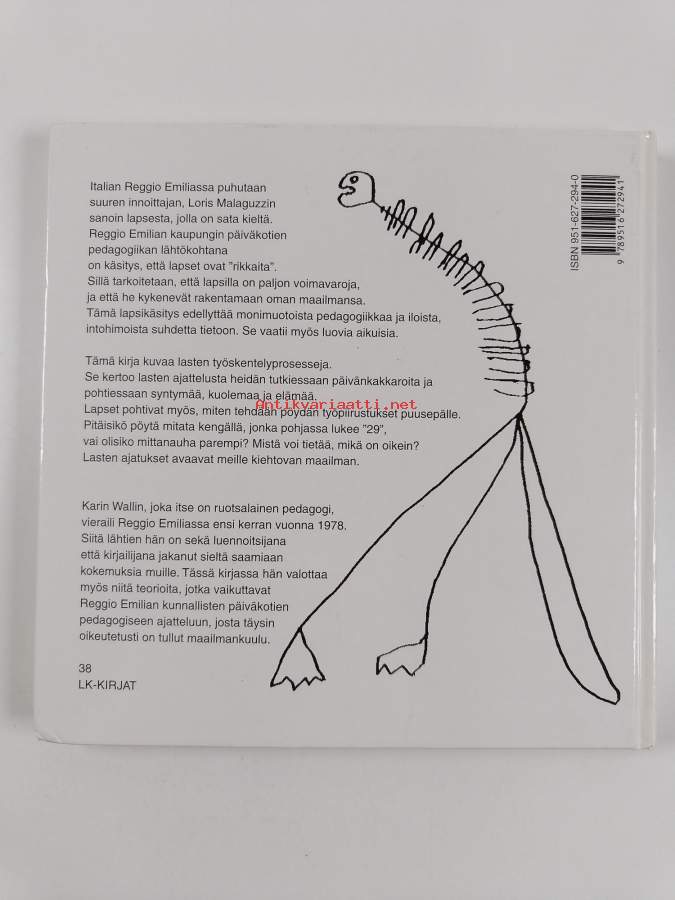 Italian Reggio Emiliassa puhutaan
suuren innoittajan, Loris Malaguzzin
sanoin lapsesta, jolla on sata kieltä.
Reggio Emilian kaupungin päiväkotien
pedagogiikan lähtökohtana
on käsitys, että lapset ovat "rikkaita".
Sillä tarkoitetaan, että lapsilla on paljon voimavaroja,
ja että he kykenevät rakentamaan oman maailmansa.
Tämä lapsikäsitys edellyttää monimuotoista pedagogiikkaa ja iloista,
intohimoista suhdetta tietoon. Se vaatii myös luovia aikuisia.
Tämä kirja kuvaa lasten työskentelyprosesseja.
Se kertoo lasten ajattelusta heidän tutkiessaan päivänkakkaroita ja
pohtiessaan syntymää, kuolemaa ja elämää.
Antikvariaatti.net
Lapset pohtivat myös, miten tehdään pöydän työpiirustukset puusepälle.
Pitäisikö pöytä mitata kengällä, jonka pohjassa lukee "29",
vai olisiko mittanauha parempi? Mistä voi tietää, mikä on oikein?
Lasten ajatukset avaavat meille kiehtovan maailman.
Karin Wallin, joka itse on ruotsalainen pedagogi,
vieraili Reggio Emiliassa ensi kerran vuonna 1978.
Siitä lähtien hän on sekä luennoitsijana
että kirjailijana jakanut sieltä saamiaan
kokemuksia muille. Tässä kirjassa hän valottaa
myös niitä teorioita, jotka vaikuttavat
Reggio Emilian kunnallisten päiväkotien
pedagogiseen ajatteluun, josta täysin
oikeutetusti on tullut maailmankuulu.
38
LK-KIRJAT
ISBN 951-627-294-0
9 789516 272941